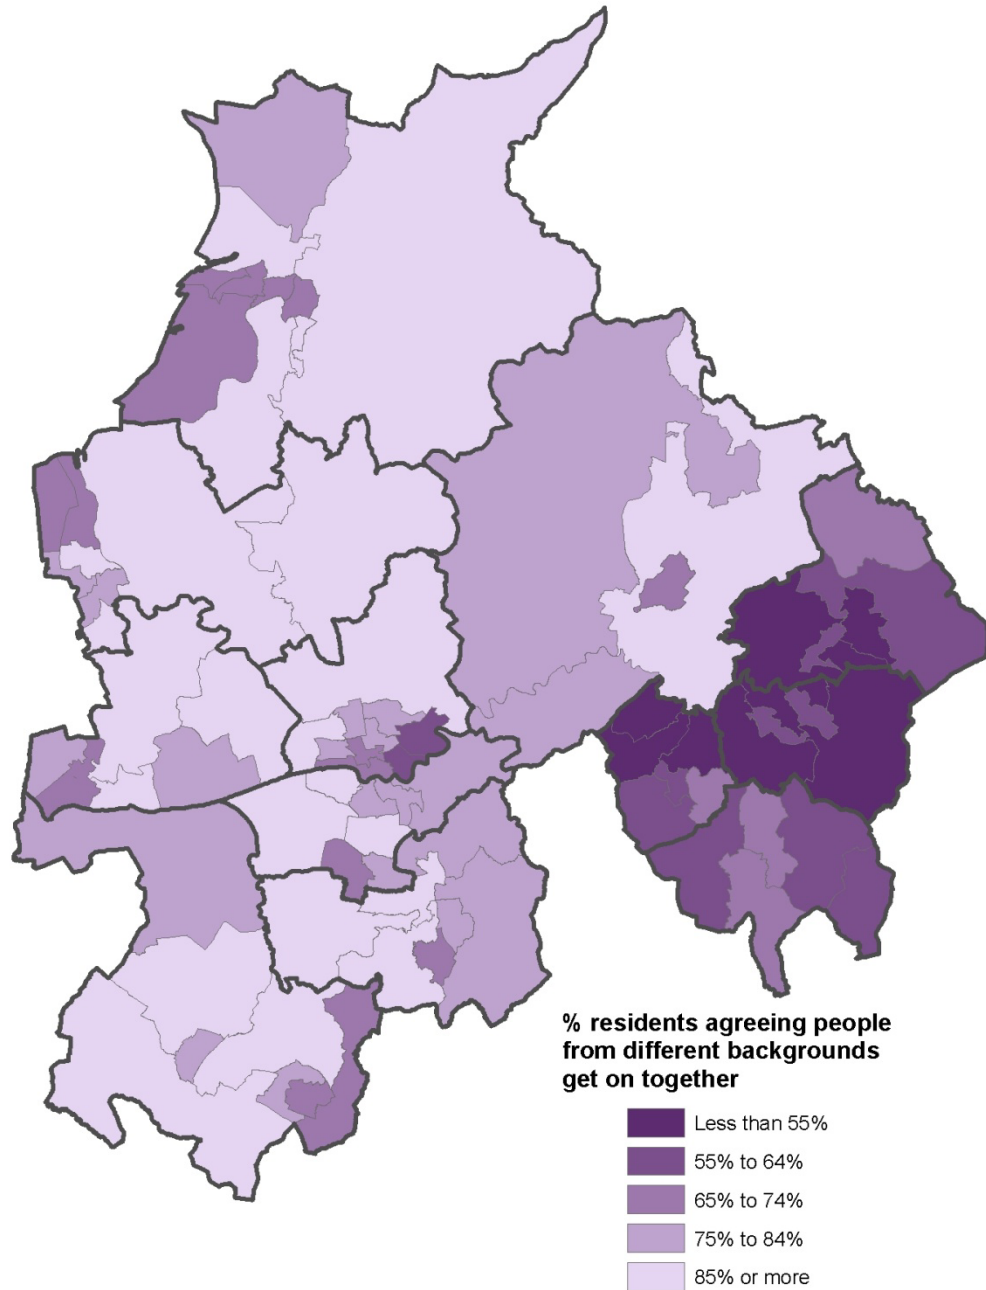 % residents agreeing people
from different backgrounds
get on together
Less than 55%
55% to 64%
65% to 74%
75% to 84%
85% or more